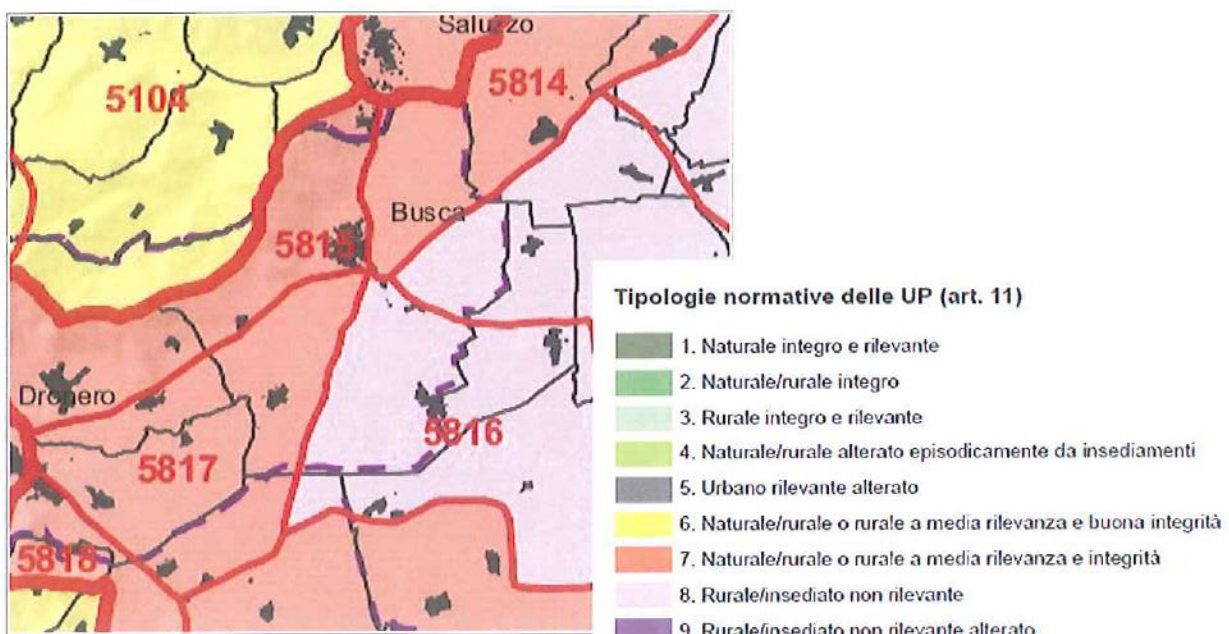 Saluzzo
5104
5814
Busca
5815
Dronero
5816
5817
5818
Tipologie normative delle UP (art. 11)
1. Naturale integro e rilevante
2. Naturale/rurale integro
3. Rurale integro e rilevante
4. Naturale/rurale alterato episodicamente da insediamenti
5. Urbano rilevante alterato
6. Naturale/rurale o rurale a media rilevanza e buona integrità
7. Naturale/rurale o rurale a media rilevanza e integrità
8. Rurale/insediato non rilevante
9. Rurale/insediato non rilevante alterato